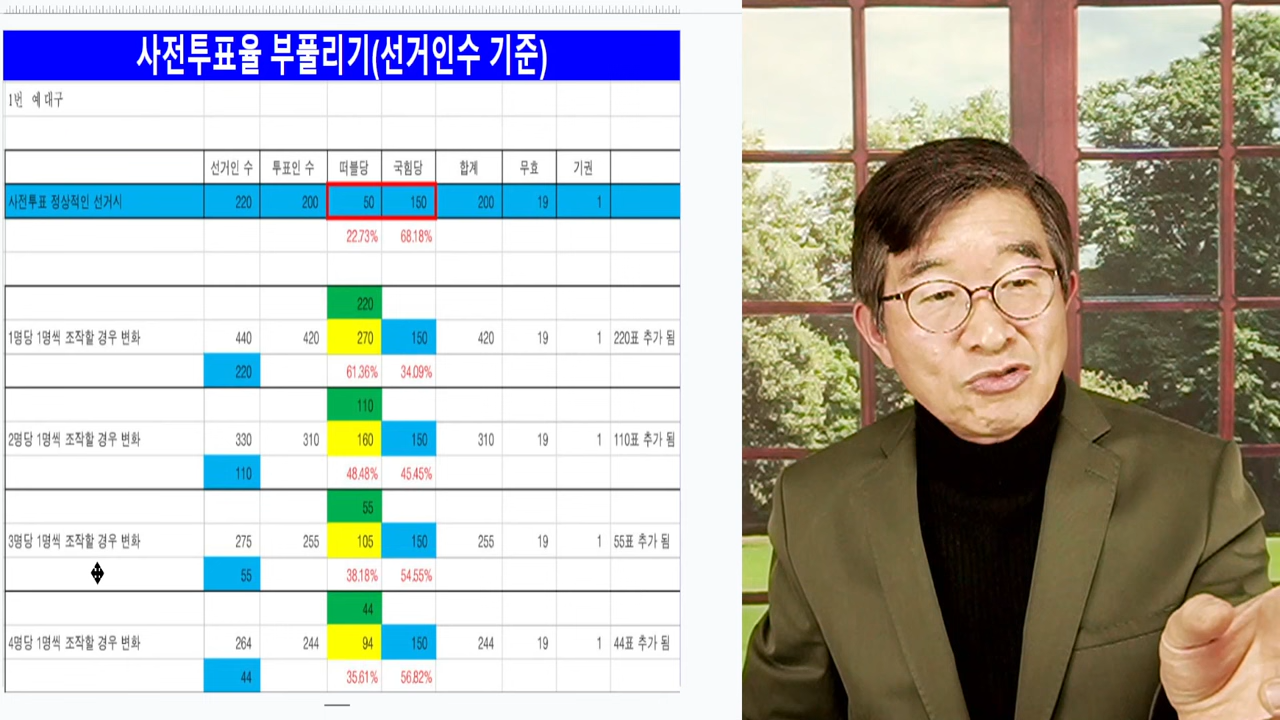 사전투표율 부풀리기(선거인수 기준)
1번 예 대구
선거인 수 투표인 수 떠블당 국힘당 합계 무효 기권
사전투표 정상적인 선거시 220 200 50 150 200 19 1
22.73% 68.18%
220
1명당 1명씩 조작할 경우 변화 440 420 270 150 420 19 1 220표 추가 됨
220 61.36% 34.09%
110
2명당 1명씩 조작할 경우 변화 330 310 160 150 310 19 1 110표 추가 됨
110 48.48% 45.45%
55
3명당 1명씩 조작할 경우 변화 275 255 105 150 255 19 1 55표 추가 됨
55 38.18% 54.55%
44
4명당 1명씩 조작할 경우 변화 264 244 94 150 244 19 1 44표 추가 됨
44 35.61% 56.82%